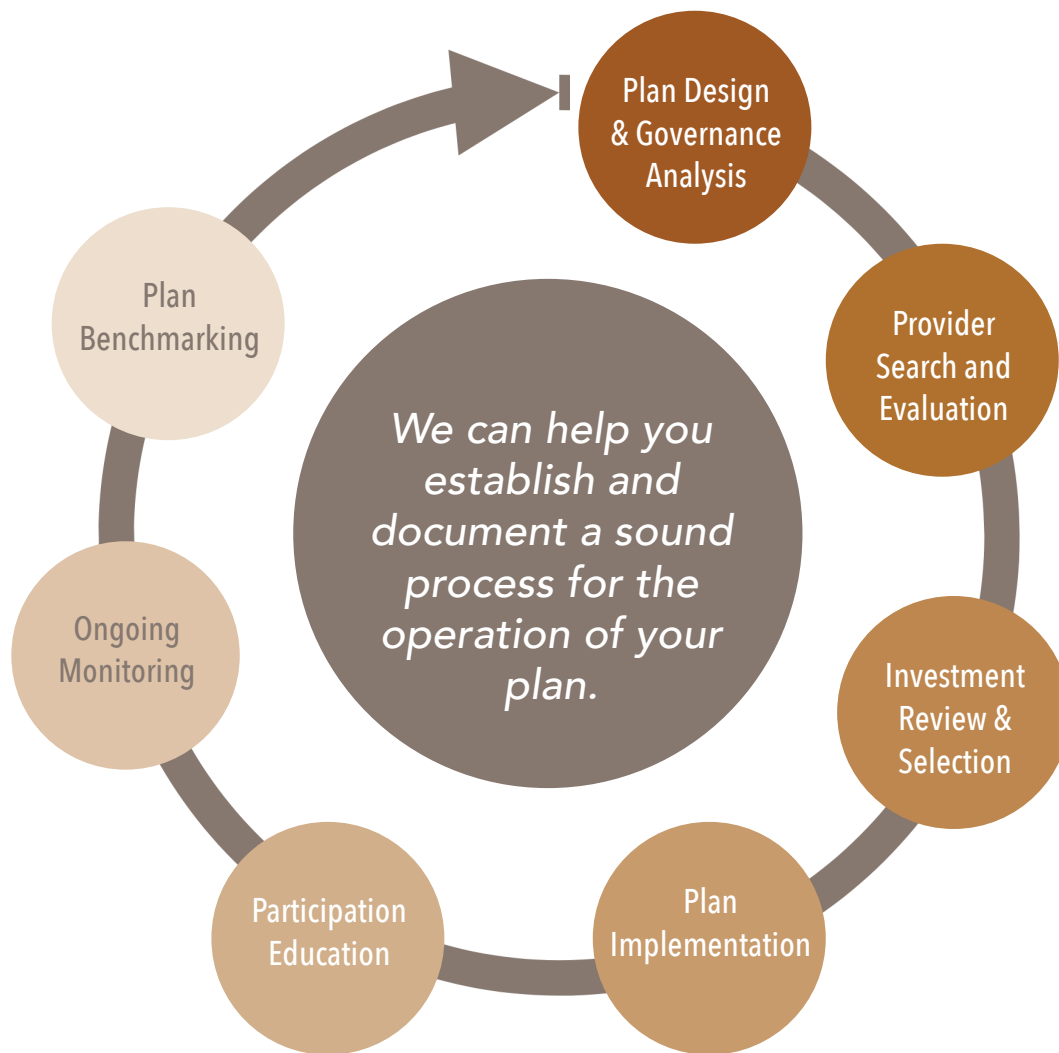 Plan Design
& Governance
Analysis
Provider
Search and
Evaluation
Investment
Review &
Selection
Plan
Implementation
Participation
Education
Ongoing
Monitoring
Plan
Benchmarking
We can help you
establish and
document a sound
process for the
operation of your
plan.